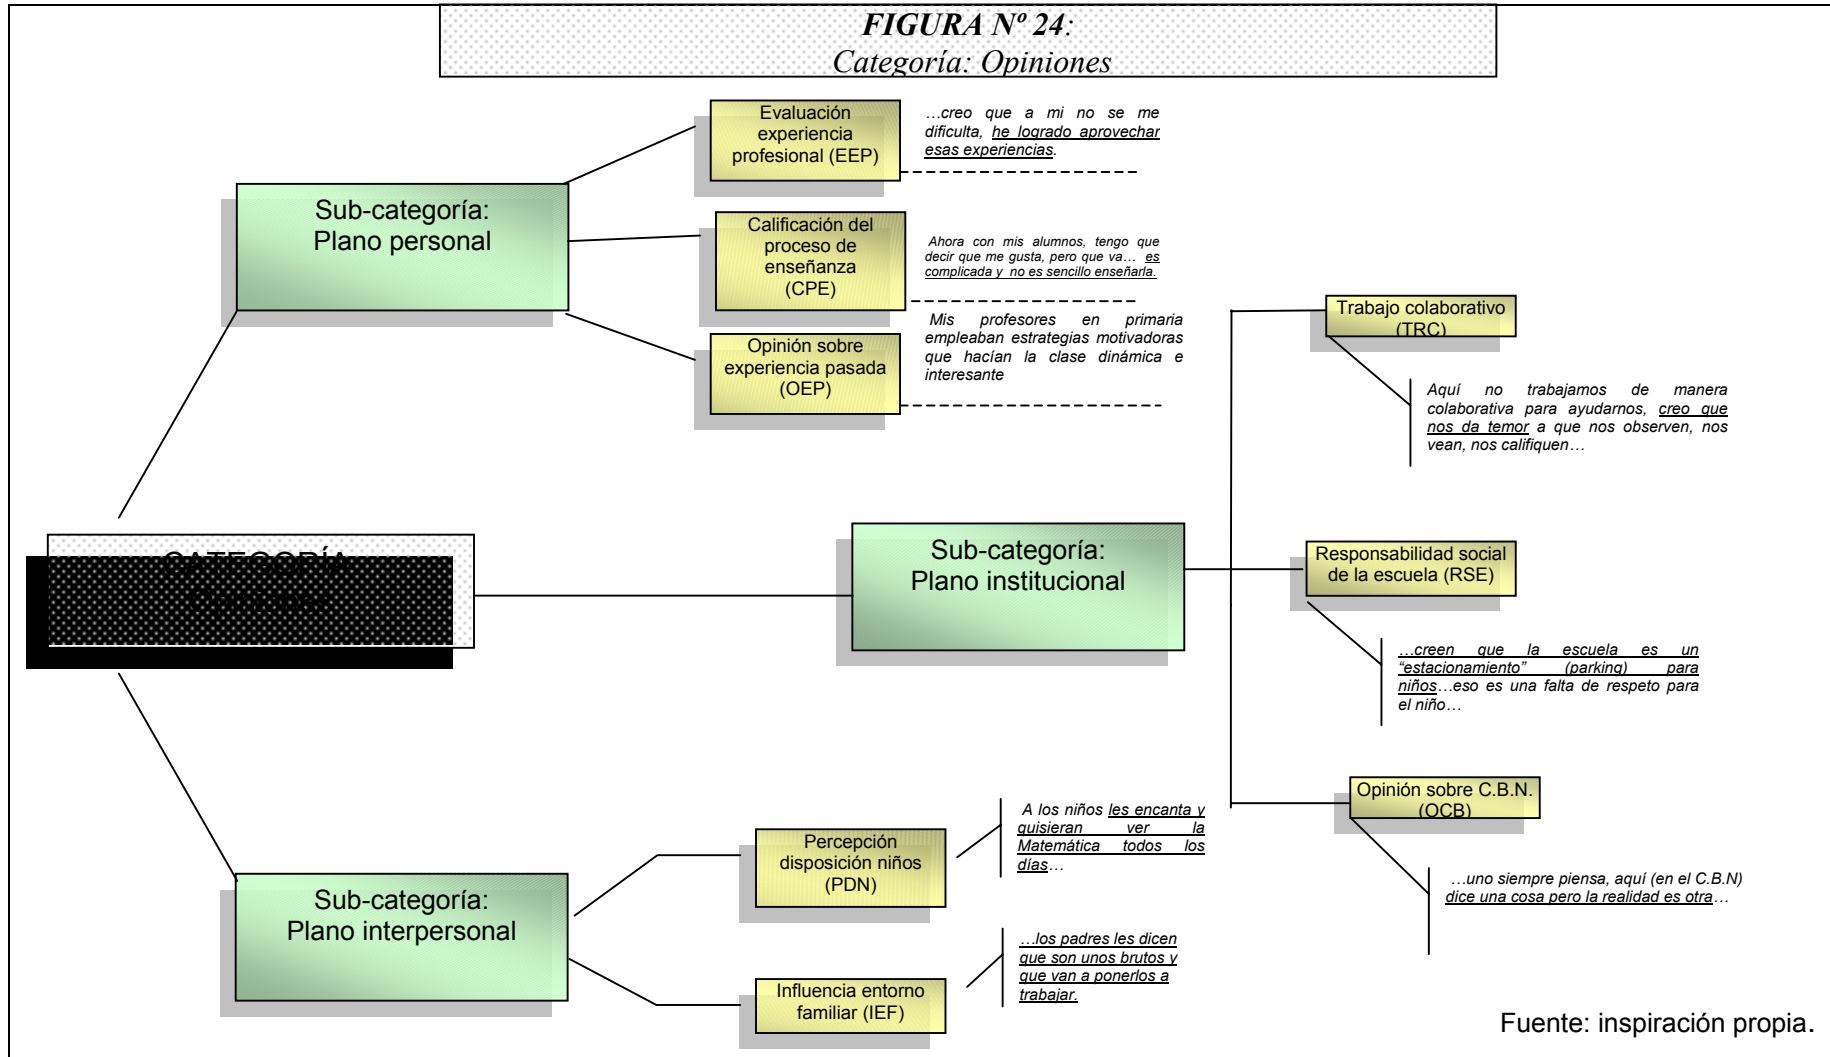 FIGURA Nº 24:
Categoría: Opiniones
Evaluación
experiencia
profesional (EEP)
…creo que a mi no se me
dificulta, he logrado aprovechar
esas experiencias.
Sub-categoría:
Plano personal
Calificación del
proceso de
enseñanza
(CPE)
Ahora con mis alumnos, tengo que
decir que me gusta, pero que va… es
complicada y no es sencillo enseñarla.
Opinión sobre
experiencia pasada
(OEP)
Mis profesores en primaria
empleaban estrategias motivadoras
que hacían la clase dinámica e
interesante
Trabajo colaborativo
(TRC)
Aquí no trabajamos de manera
colaborativa para ayudarnos, creo que
nos da temor a que nos observen, nos
vean, nos califiquen…
CATEGORÍA
Opiniones
Sub-categoría:
Plano institucional
Responsabilidad social
de la escuela (RSE)
…creen que la escuela es un
“estacionamiento” (parking) para
niños…eso es una falta de respeto para
el niño…
Opinión sobre C.B.N.
(OCB)
…uno siempre piensa, aquí (en el C.B.N)
dice una cosa pero la realidad es otra…
Sub-categoría:
Plano interpersonal
Percepción
disposición niños
(PDN)
A los niños les encanta y
quisieran ver la
Matemática todos los
días…
Influencia entorno
familiar (IEF)
…los padres les dicen
que son unos brutos y
que van a ponerlos a
trabajar.
Fuente: inspiración propia.